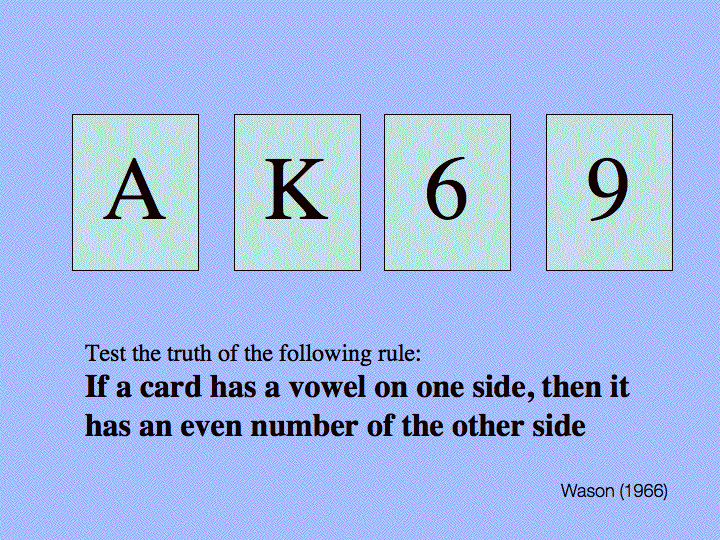 A K 6 9
Test the truth of the following rule:
If a card has a vowel on one side, then it
has an even number of the other side
Wason (1966)